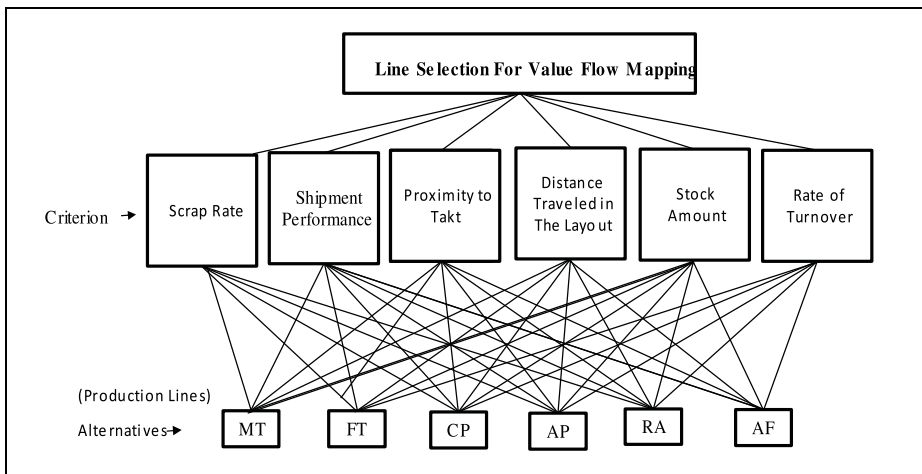 Line Selection For Value Flow Mapping
Criterion
Scrap Rate
Shipment
Performance
Proximity to
Takt
Distance
Traveled in
The Layout
Stock
Amount
Rate of
Turnover
(Production Lines)
Alternatives
MT
FT
CP
AP
RA
AF